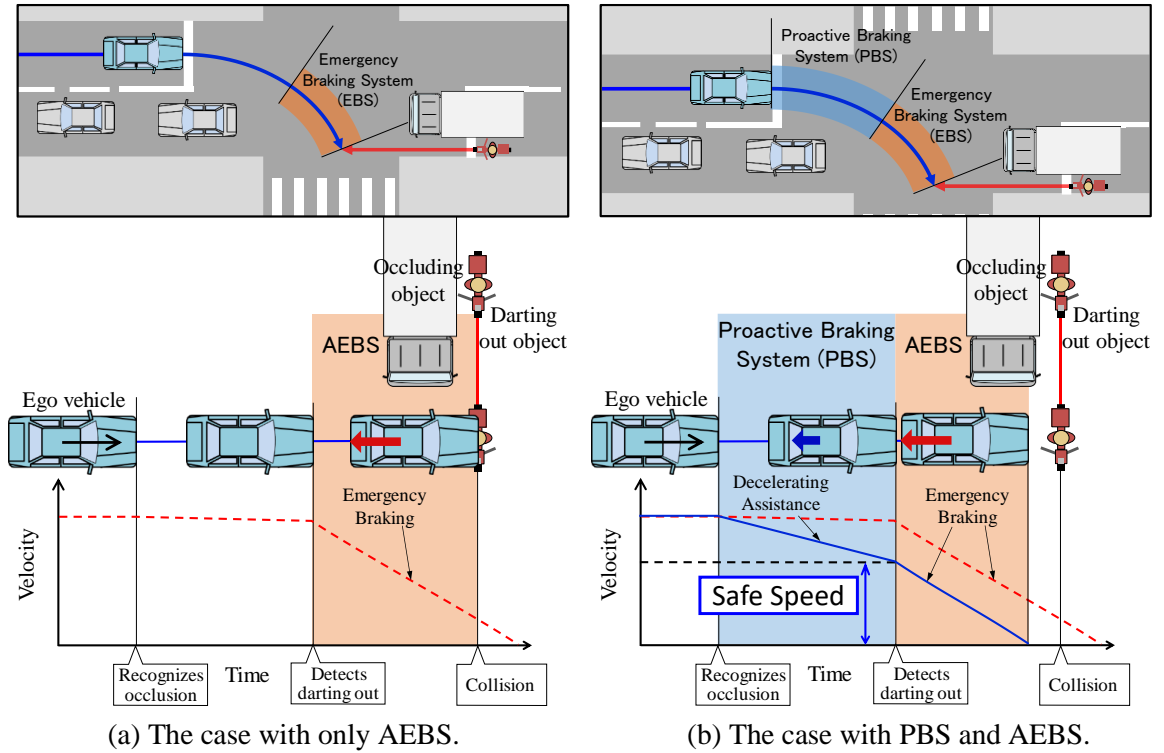 Emergency
Braking System
(EBS)
Occluding
object
Darting
out object
AEBS
Ego vehicle
Emergency
Braking
Velocity
Time
Recognizes
occlusion
Detects
darting out
Collision
(a) The case with only AEBS.
Proactive Braking
System (PBS)
Emergency
Braking System
(EBS)
Occluding
object
Darting
out object
Proactive Braking
System (PBS)
AEBS
Ego vehicle
Decelerating
Assistance
Emergency
Braking
Velocity
Safe Speed
Time
Recognizes
occlusion
Detects
darting out
Collision
(b) The case with PBS and AEBS.